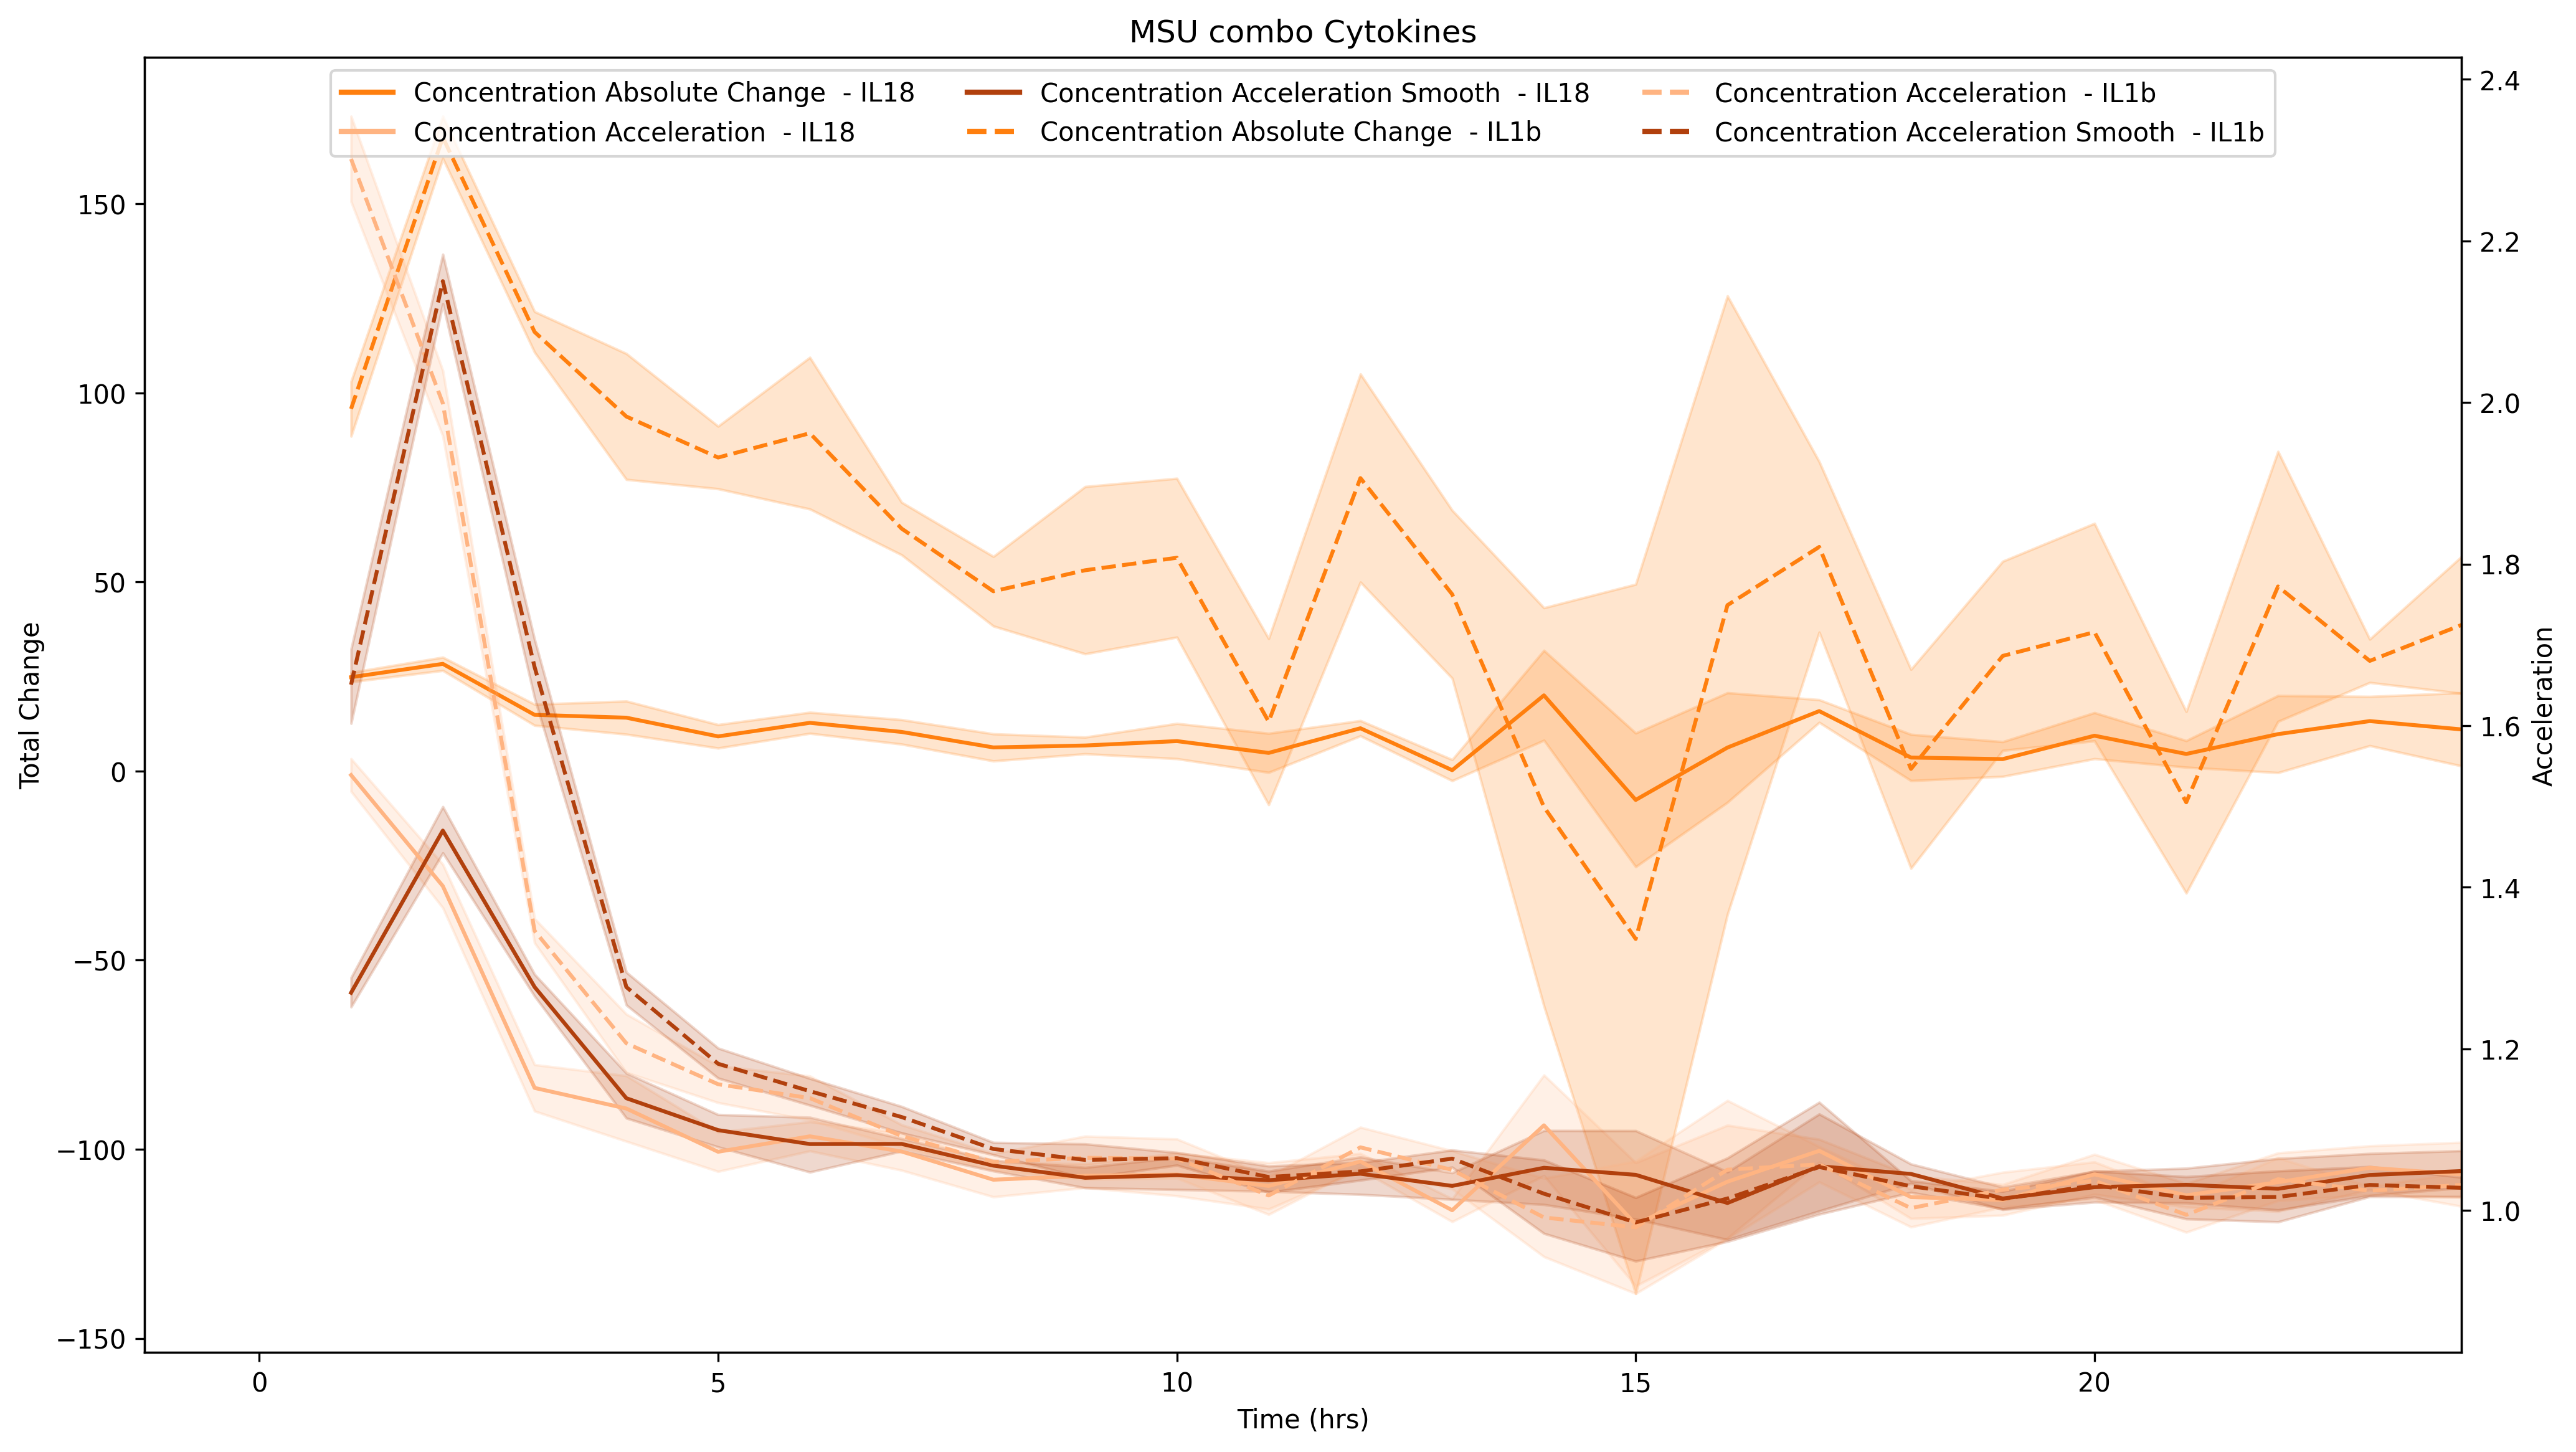 MSU combo Cytokines
Concentration Absolute Change - IL18
Concentration Acceleration - IL18
Concentration Acceleration Smooth - IL18
Concentration Absolute Change - IL1b
Concentration Acceleration - IL1b
Concentration Acceleration Smooth - IL1b
Total Change
150
100
50
0
−50
−100
−150
2.4
2.2
2.0
1.8
1.6
1.4
1.2
1.0
Acceleration
0 5 10 15 20
Time (hrs)